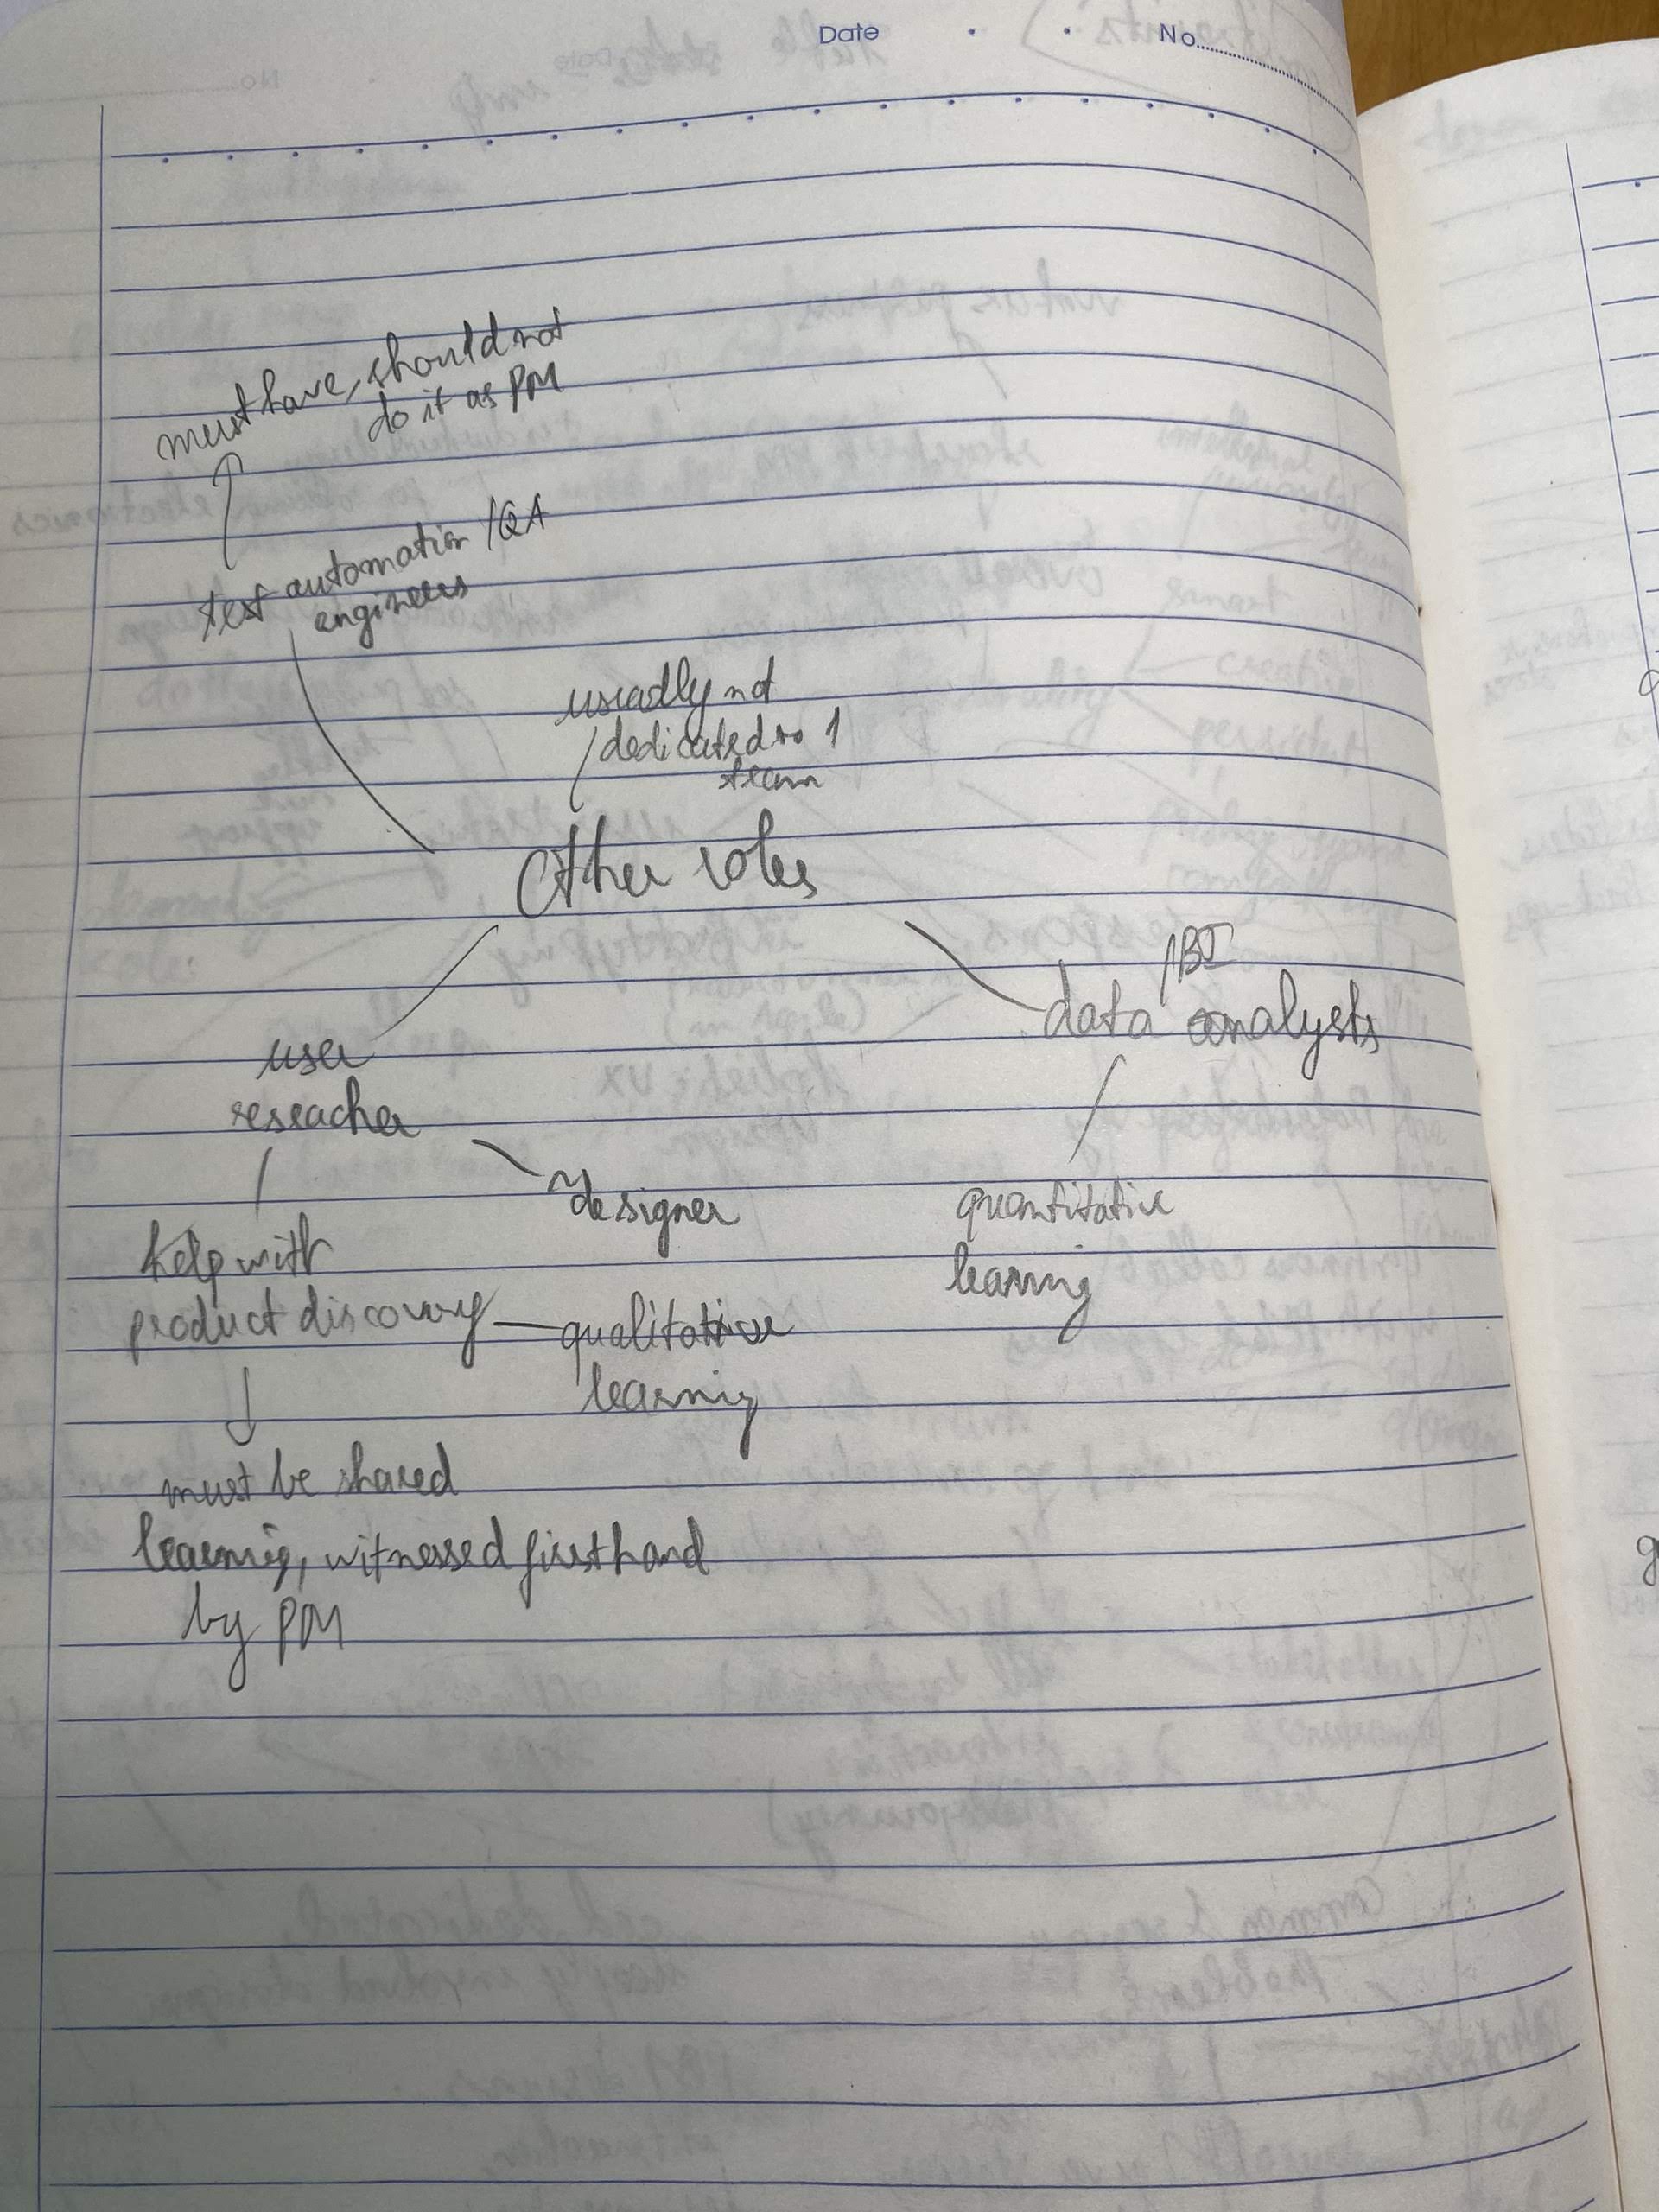 Date
No
must have, should not
do it as PM
test automation / QA
engineers
usually not
dedicated to 1
team
Other roles
/BI
data analysts
user
reseacher
~designer
quantitative
learning
help with
product discovery
qualitative
learning
must be shared
learning, witnessed firsthand
by PM